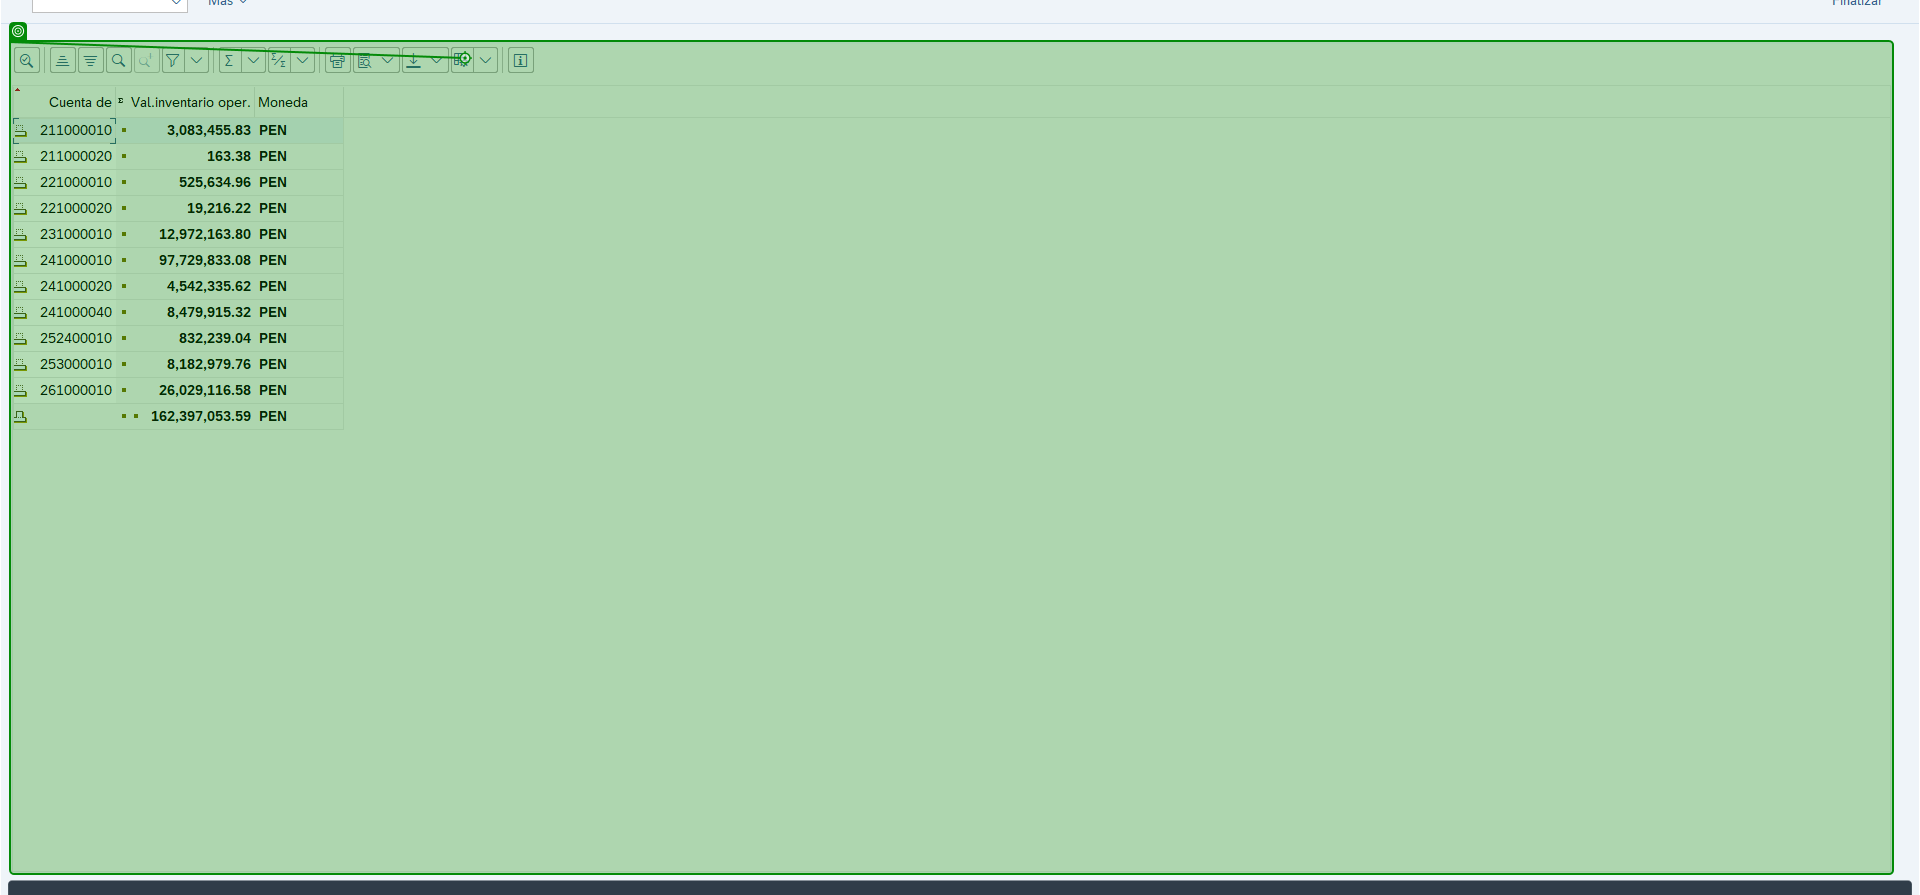 Más
Finalizar
Cuenta de Σ Val.inventario oper. Moneda
211000010 3,083,455.83 PEN
211000020 163.38 PEN
221000010 525,634.96 PEN
221000020 19,216.22 PEN
231000010 12,972,163.80 PEN
241000010 97,729,833.08 PEN
241000020 4,542,335.62 PEN
241000040 8,479,915.32 PEN
252400010 832,239.04 PEN
253000010 8,182,979.76 PEN
261000010 26,029,116.58 PEN
162,397,053.59 PEN